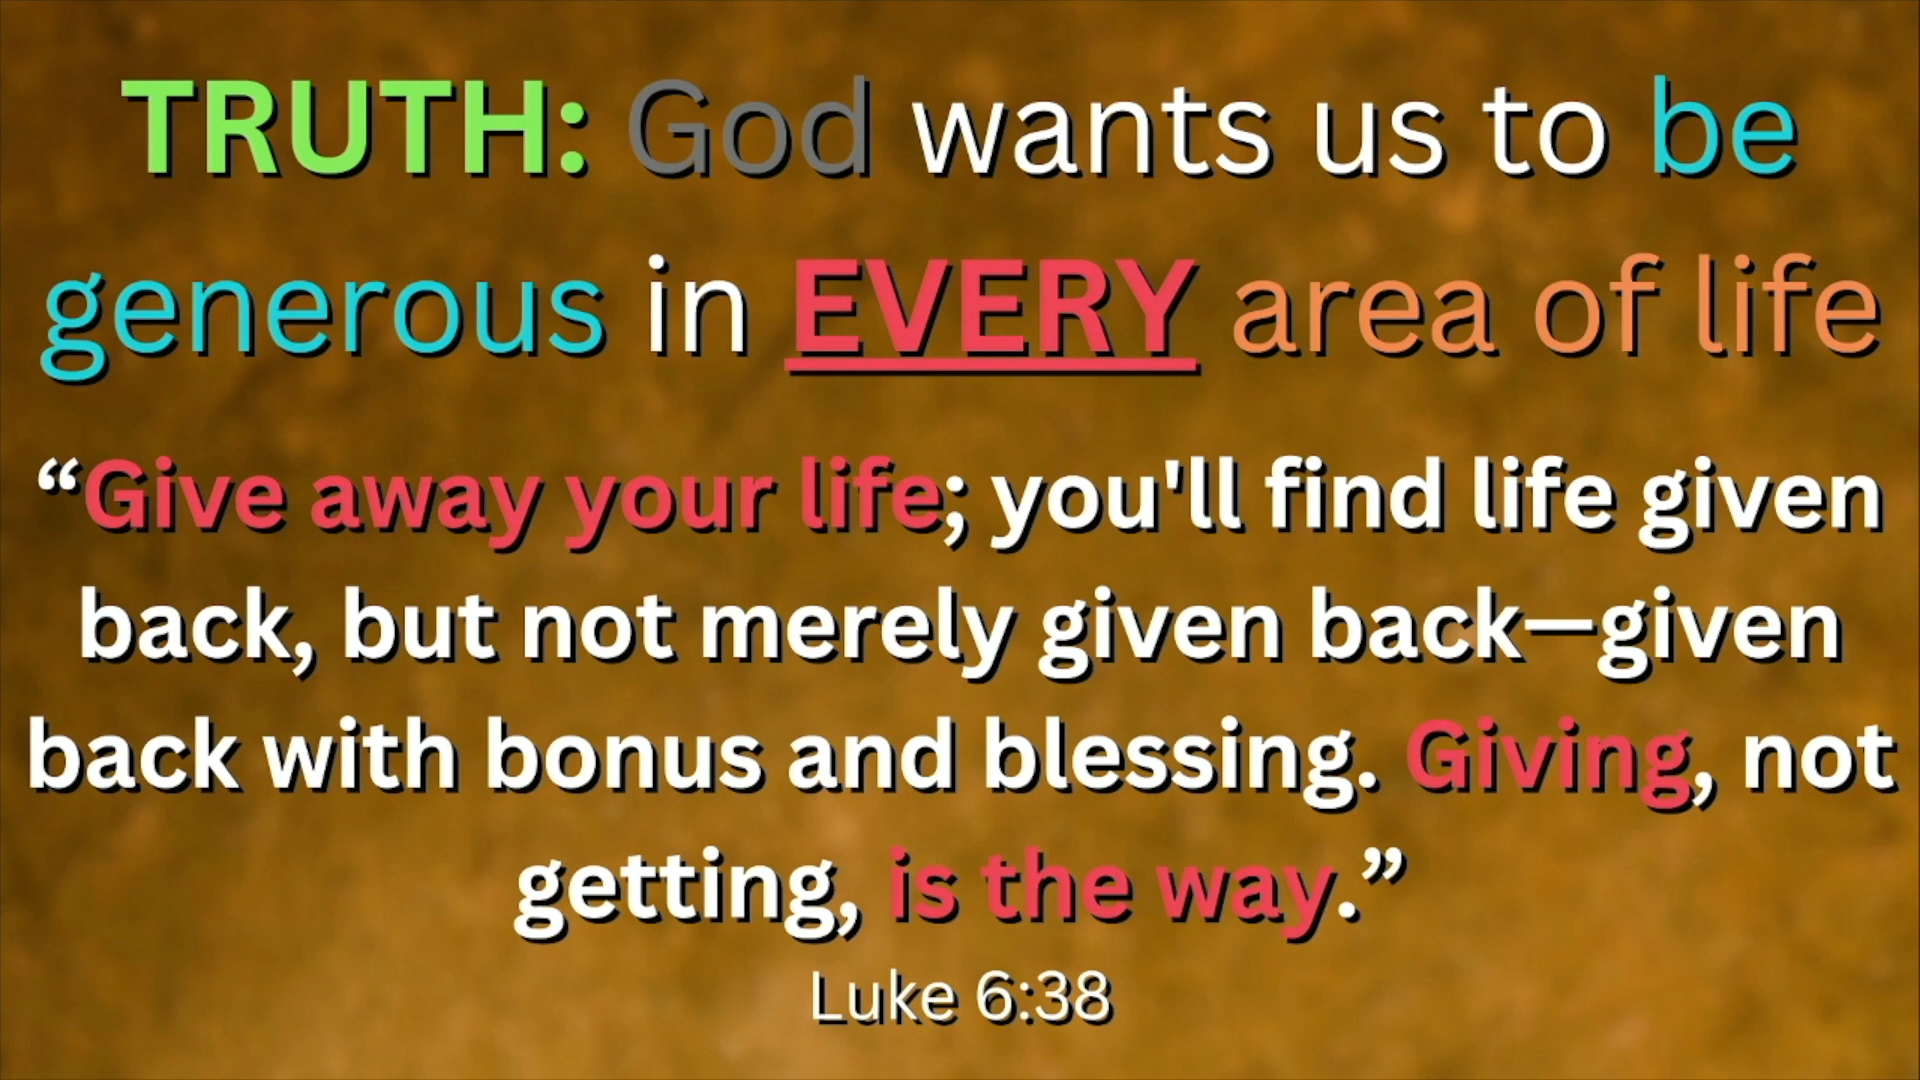 TRUTH: God wants us to be
generous in EVERY area of life
“Give away your life; you'll find life given
back, but not merely given back—given
back with bonus and blessing. Giving, not
getting, is the way.”
Luke 6:38